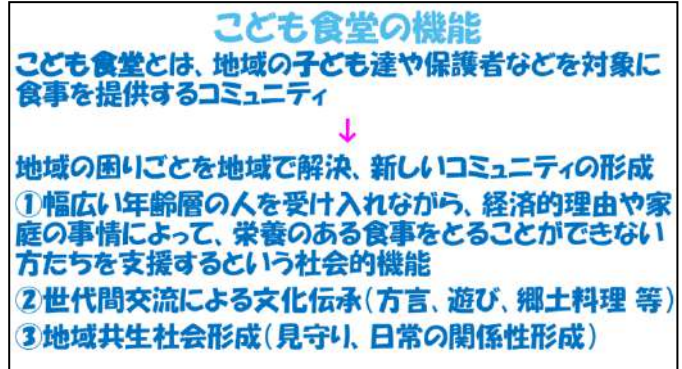 こども食堂の機能
こども食堂とは、地域の子ども達や保護者などを対象に
食事を提供するコミュニティ
↓
地域の困りごとを地域で解決、新しいコミュニティの形成
①幅広い年齢層の人を受け入れながら、経済的理由や家
庭の事情によって、栄養のある食事をとることができない
方たちを支援するという社会的機能
②世代間交流による文化伝承(方言、遊び、郷土料理 等)
③地域共生社会形成(見守り、日常の関係性形成)